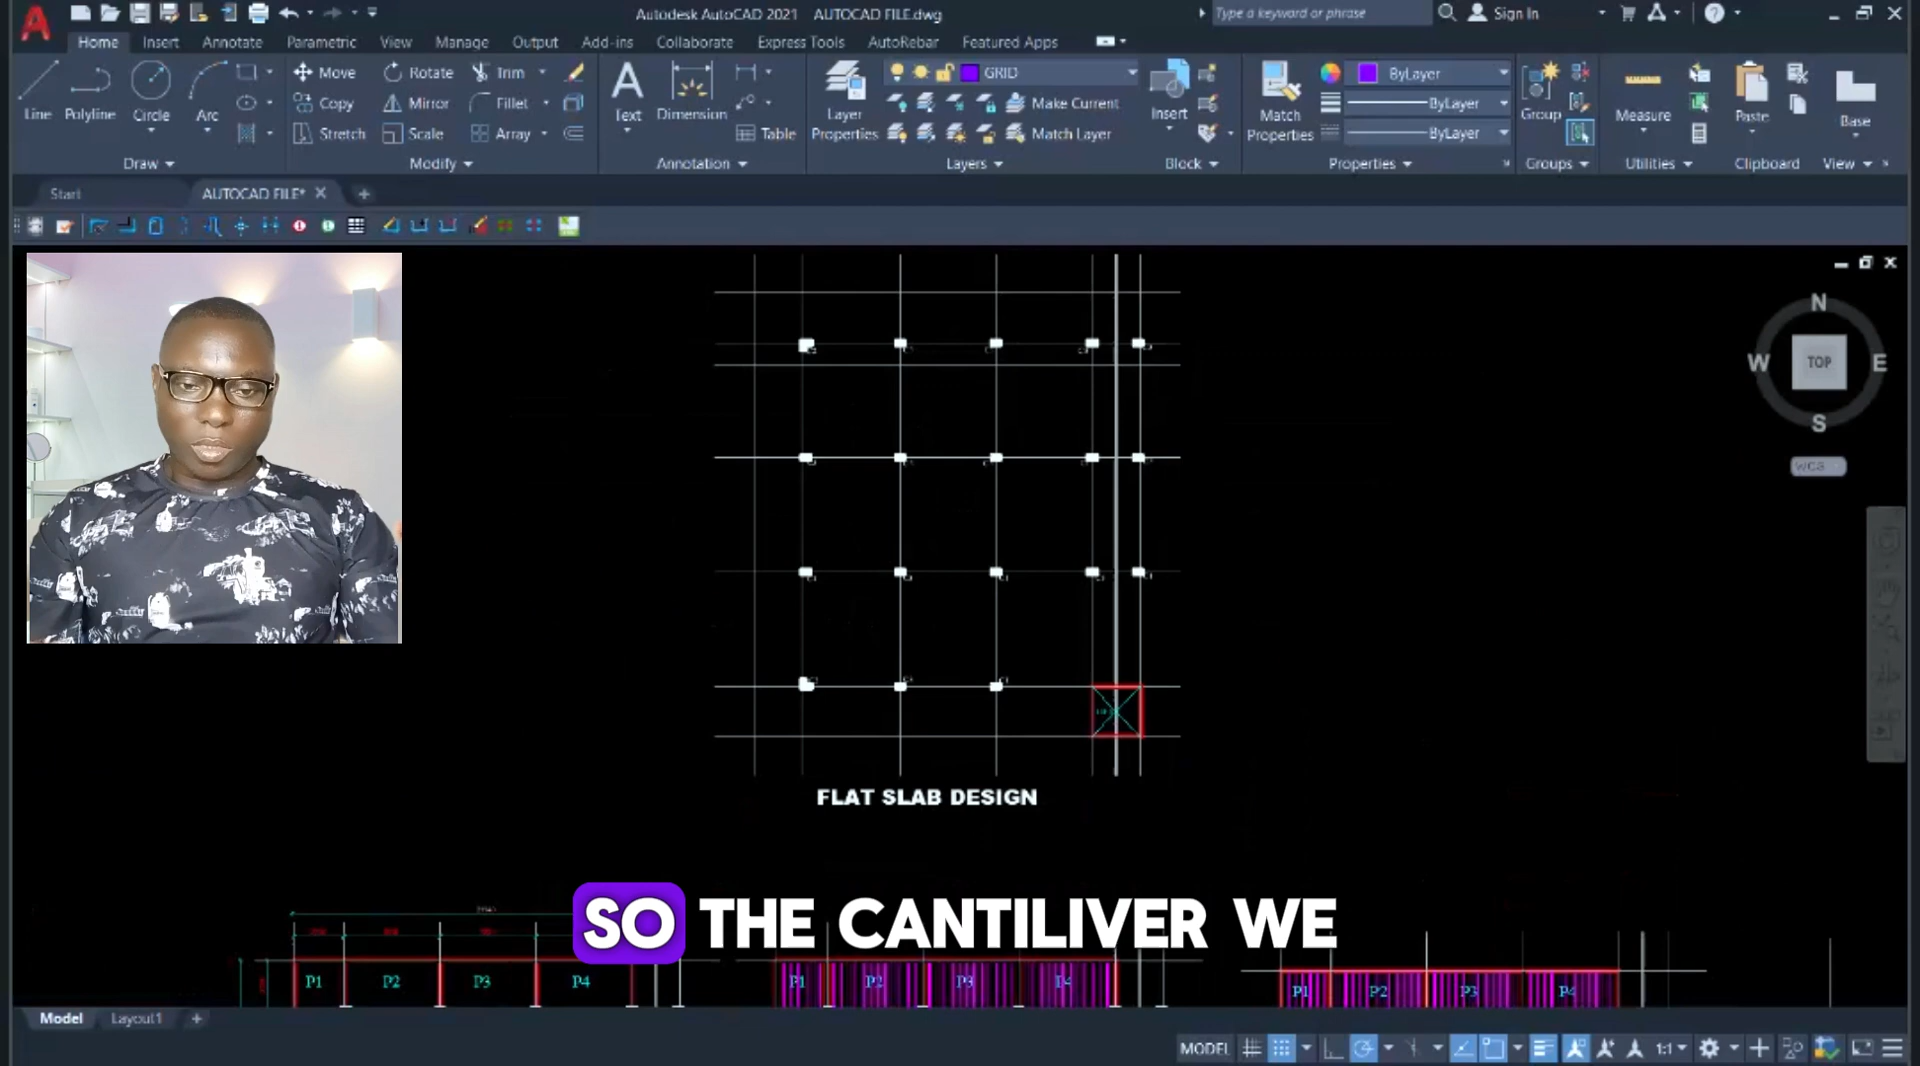 Autodesk AutoCAD 2021 AUTOCAD FILE.dwg
Type a keyword or phrase
Sign In
Home Insert Annotate Parametric View Manage Output Add-ins Collaborate Express Tools AutoRebar Featured Apps
Line Polyline Circle Arc
Move Rotate Trim
Copy Mirror Fillet
Stretch Scale Array
Text Dimension Table
Layer Properties
GRID
Make Current
Match Layer
Insert
Match Properties
ByLayer
ByLayer
ByLayer
Group Measure Paste Base
Draw Modify Annotation Layers Block Properties Groups Utilities Clipboard View
Start AUTOCAD FILE*
N
W TOP E
S
WCS
FLAT SLAB DESIGN
SO THE CANTILIVER WE
P1 P2 P3 P4
P1 P2 P3 P4
P1 P2 P3 P4
Model Layout1
MODEL 1:1